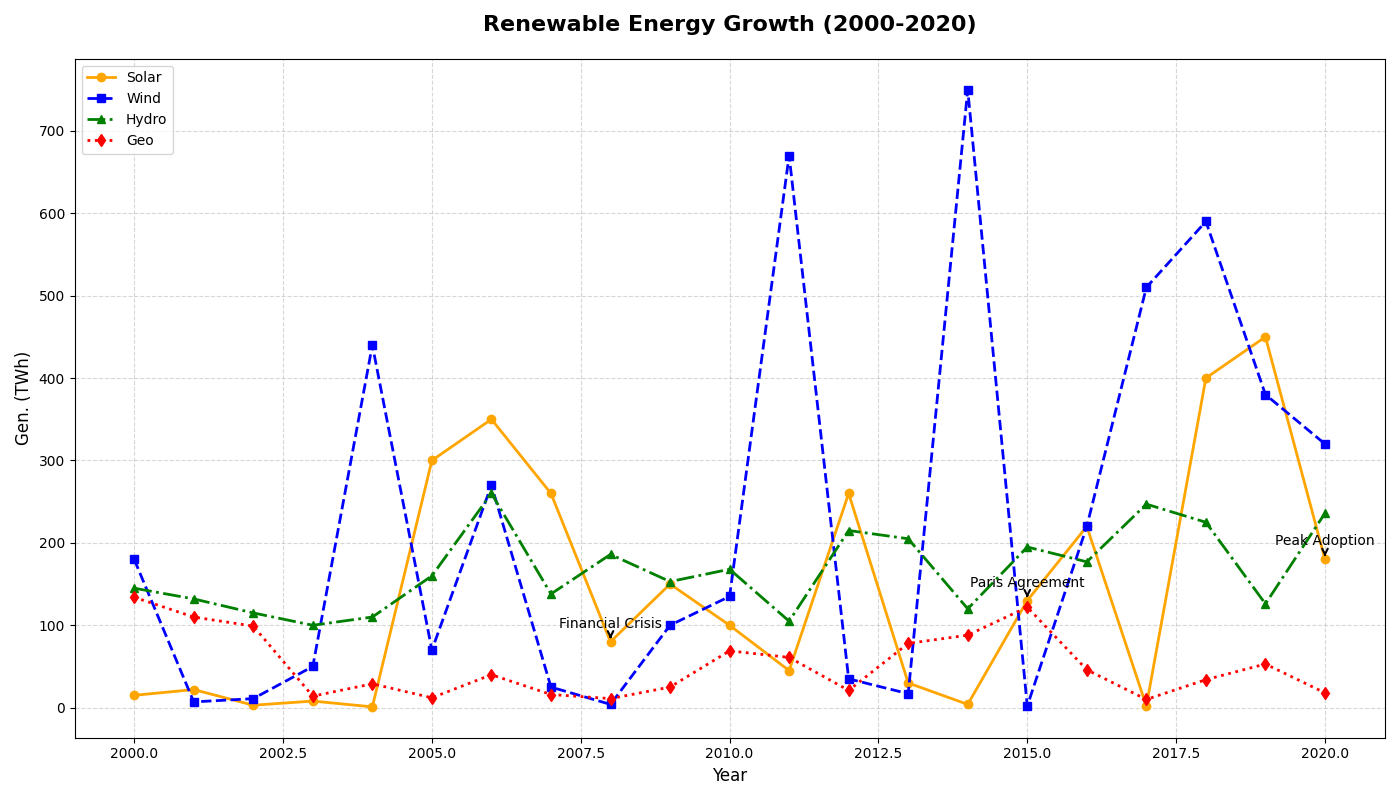 Renewable Energy Growth (2000-2020)
Solar
Wind
Hydro
Geo
Gen. (TWh)
700
600
500
400
300
200
100
0
Financial Crisis
Paris Agreement
Peak Adoption
2000.0 2002.5 2005.0 2007.5 2010.0 2012.5 2015.0 2017.5 2020.0
Year